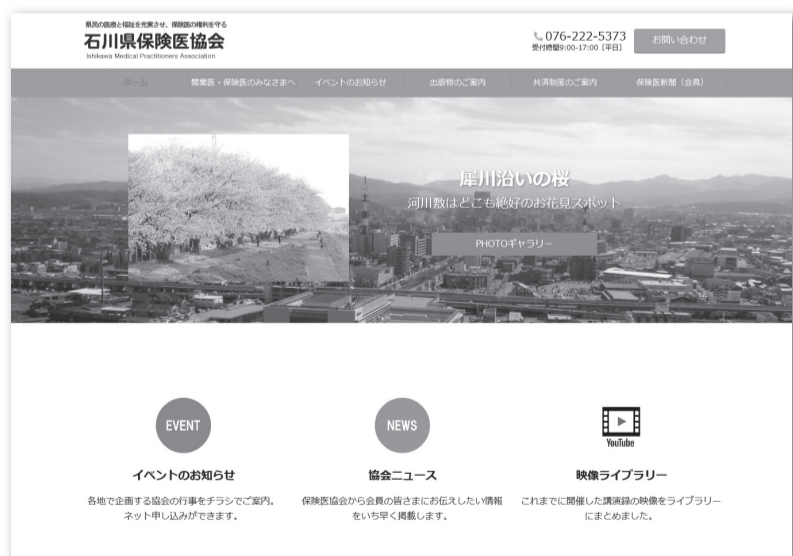 県民の医療と福祉を充実させ、保険医の権利を守る
石川県保険医協会
Ishikawa Medical Practitioners Association
076-222-5373
受付時間9:00-17:00［平日］
お問い合わせ
ホーム
開業医・保険医のみなさまへ
イベントのお知らせ
出版物のご案内
共済制度のご案内
保険医新聞（会員）
犀川沿いの桜
河川敷はどこも絶好のお花見スポット
PHOTOギャラリー
EVENT
イベントのお知らせ
各地で企画する協会の行事をチラシでご案内。
ネット申し込みができます。
NEWS
協会ニュース
保険医協会から会員の皆さまにお伝えしたい情報
をいち早く掲載します。
YouTube
映像ライブラリー
これまでに開催した講演録の映像をライブラリー
にまとめました。